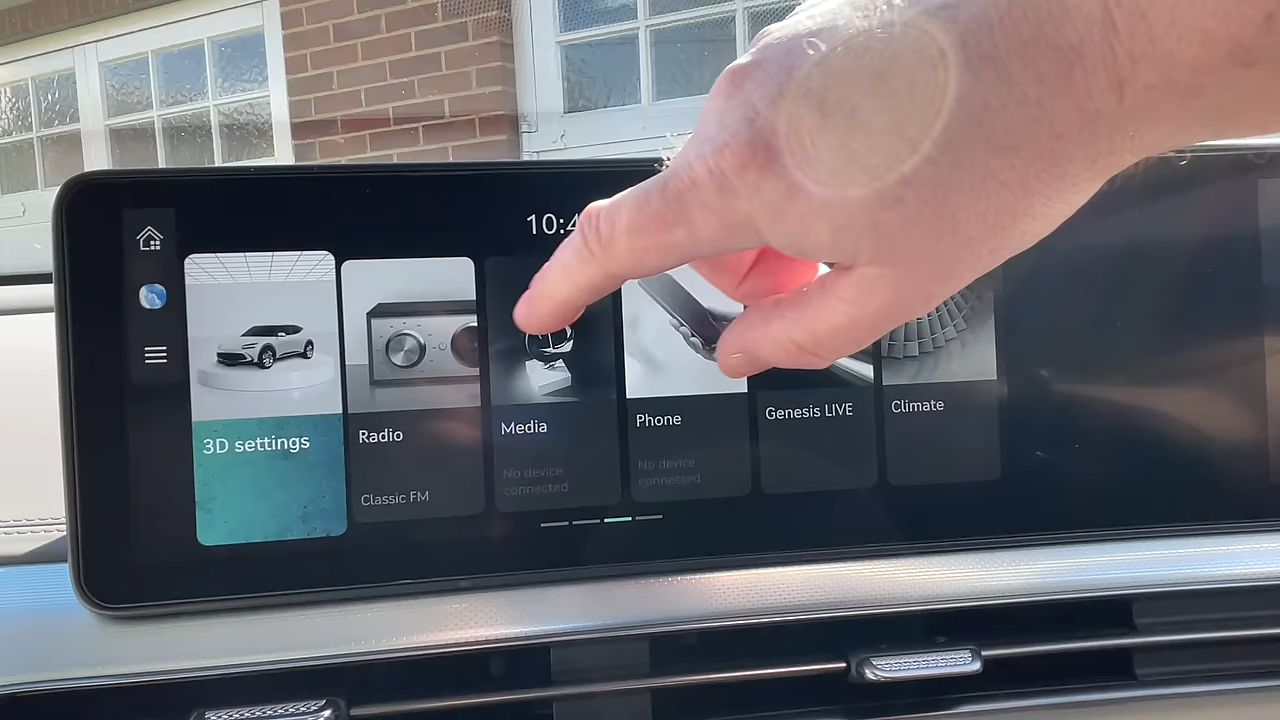 10:4
3D settings
Radio
Classic FM
Media
No device
connected
Phone
No device
connected
Genesis LIVE
Climate